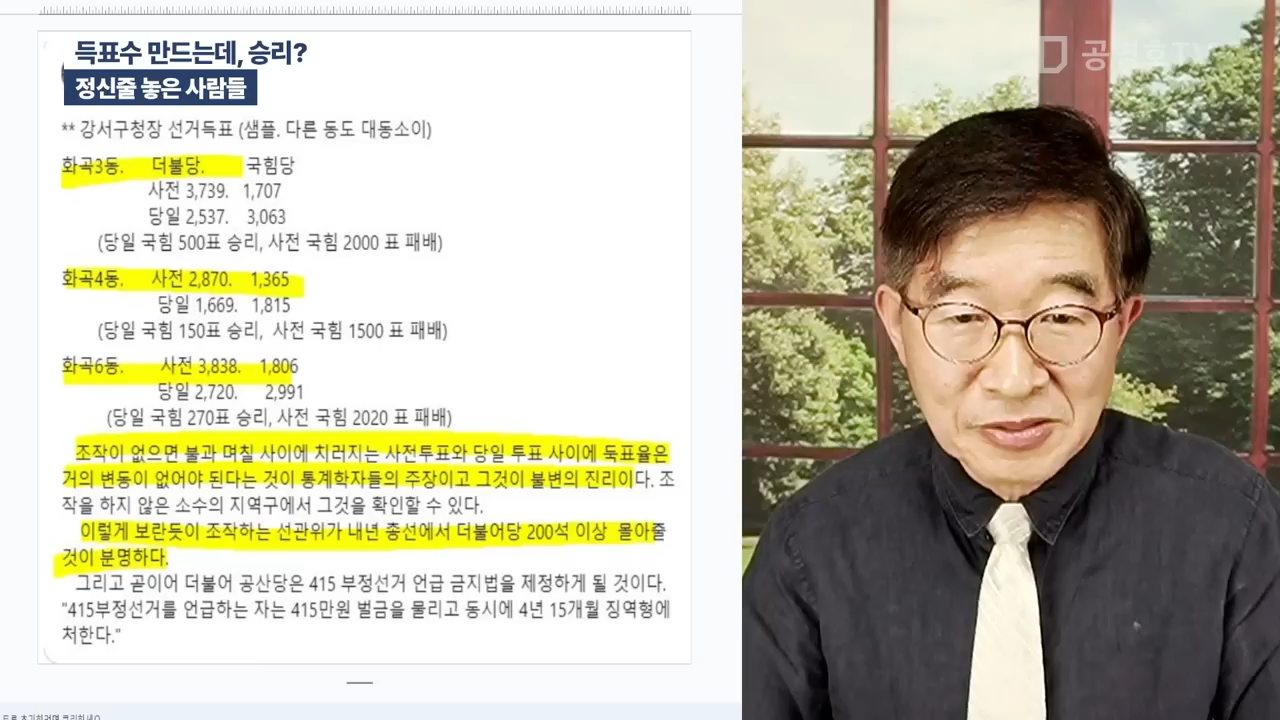 득표수 만드는데, 승리?
정신줄 놓은 사람들
공병호TV
** 강서구청장 선거득표 (샘플. 다른 동도 대동소이)
화곡3동. 더불당. 국힘당
사전 3,739. 1,707
당일 2,537. 3,063
(당일 국힘 500표 승리, 사전 국힘 2000 표 패배)
화곡4동. 사전 2,870. 1,365
당일 1,669. 1,815
(당일 국힘 150표 승리, 사전 국힘 1500 표 패배)
화곡6동. 사전 3,838. 1,806
당일 2,720. 2,991
(당일 국힘 270표 승리, 사전 국힘 2020 표 패배)
조작이 없으면 불과 며칠 사이에 치러지는 사전투표와 당일 투표 사이에 둑표율은
거의 변동이 없어야 된다는 것이 통계학자들의 주장이고 그것이 불변의 진리이다. 조
작을 하지 않은 소수의 지역구에서 그것을 확인할 수 있다.
이렇게 보란듯이 조작하는 선관위가 내년 총선에서 더불어당 200석 이상 몰아줄
것이 분명하다.
그리고 곧이어 더불어 공산당은 415 부정선거 언급 금지법을 제정하게 될 것이다.
"415부정선거를 언급하는 자는 415만원 벌금을 물리고 동시에 4년 15개월 징역형에
처한다."